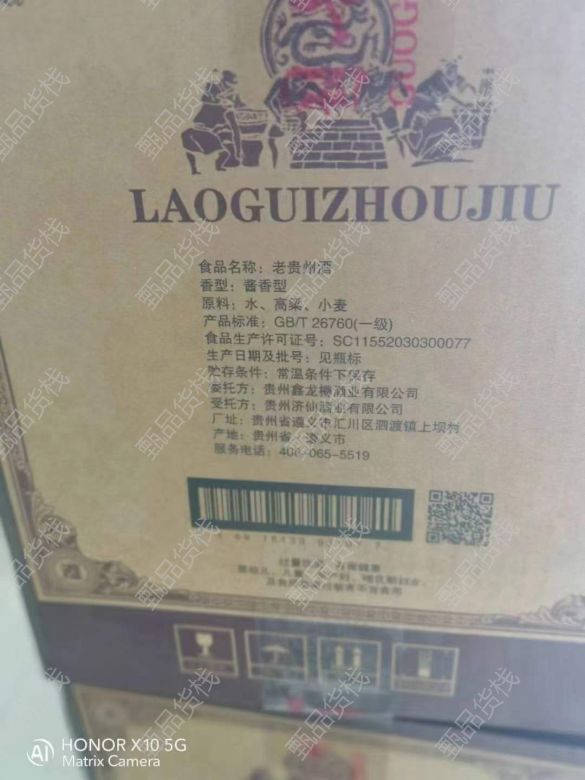 GUOG
LAOGUIZHOUJIU
食品名称：老贵州酒
香型：酱香型
原料：水、高粱、小麦
产品标准：GB/T 26760(一级)
食品生产许可证号：SC11552030300077
生产日期及批号：见瓶标
贮存条件：常温条件下保存
委托方：贵州鑫龙 酒业有限公司
受托方：贵州济仙酒业有限公司
厂址：贵州省遵义市汇川区泗渡镇上坝村
产地：贵州省 遵义市
服务电话：400-065-5519
HONOR X10 5G
Matrix Camera
甄品货栈